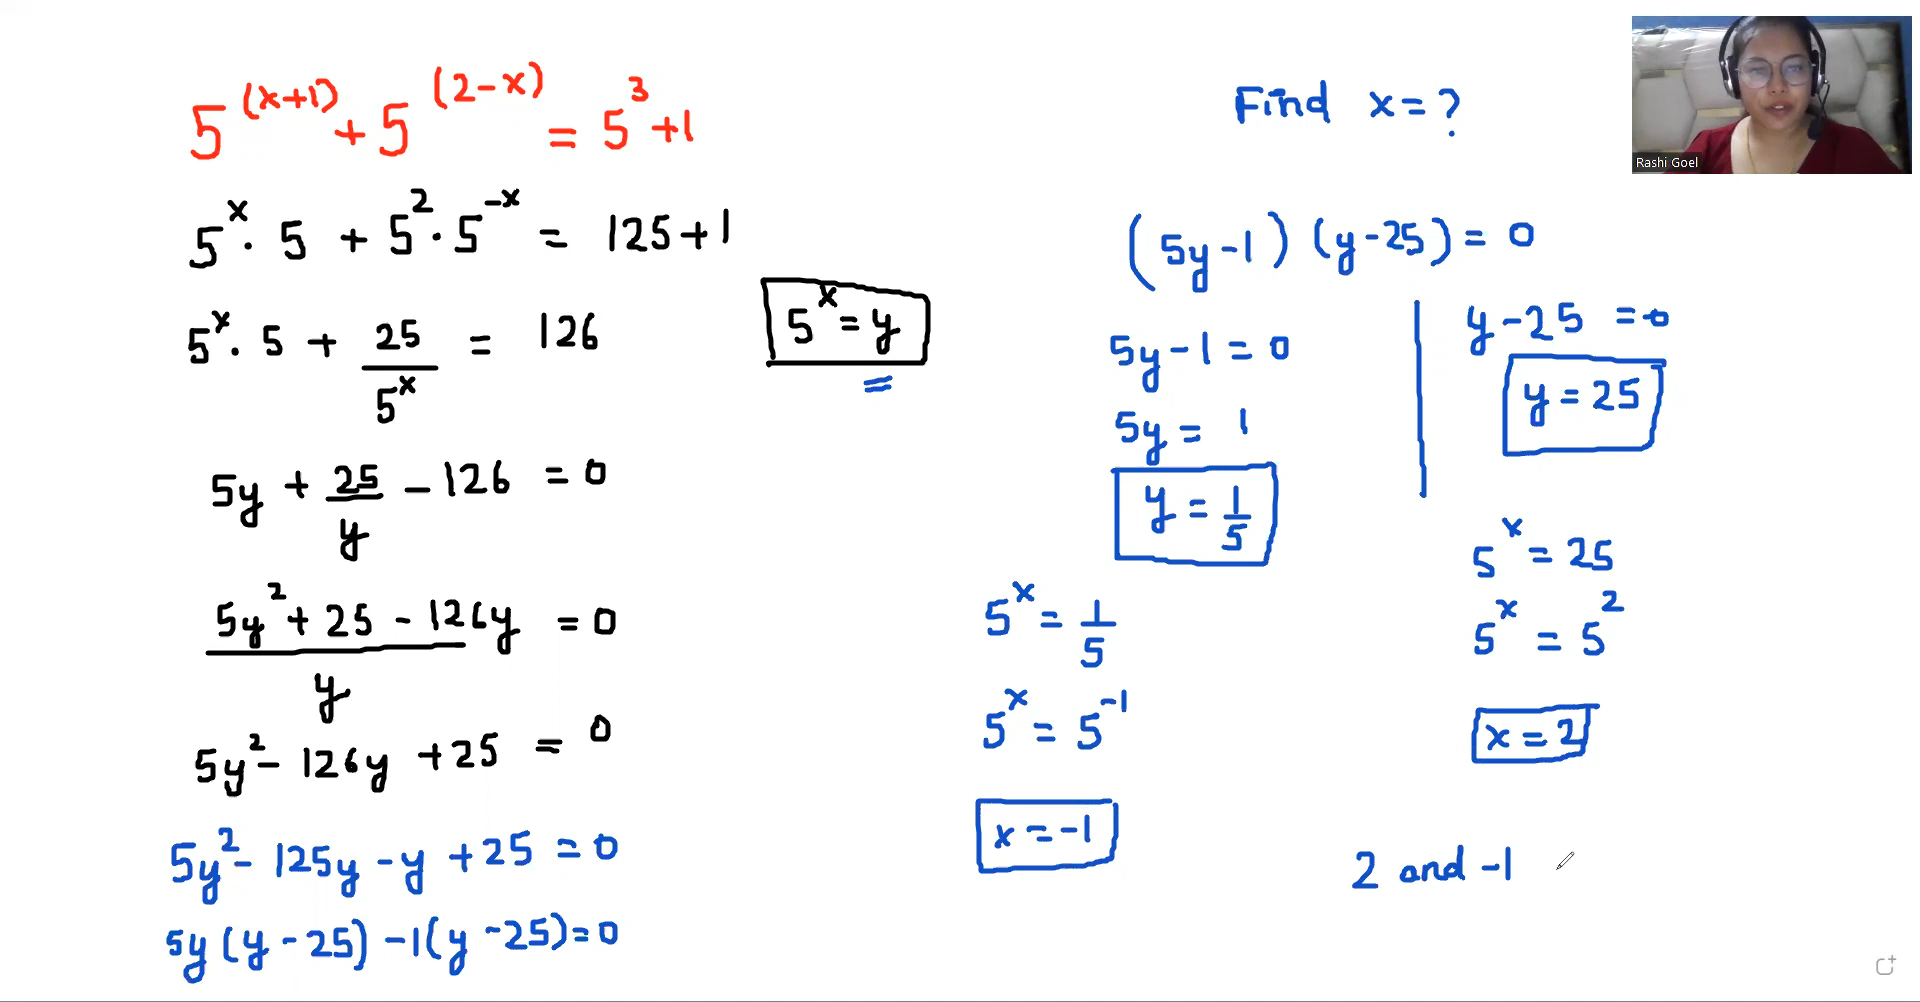 5^(x+1) + 5^(2-x) = 5^3 + 1
5^x · 5 + 5^2 · 5^-x = 125 + 1
5^x · 5 + 25/5^x = 126
5^x = y
5y + 25/y - 126 = 0
(5y^2 + 25 - 126y)/y = 0
5y^2 - 126y + 25 = 0
5y^2 - 125y - y + 25 = 0
5y (y - 25) - 1(y - 25) = 0
Find x = ?
(5y - 1) (y - 25) = 0
5y - 1 = 0
5y = 1
y = 1/5
5^x = 1/5
5^x = 5^-1
x = -1
y - 25 = 0
y = 25
5^x = 25
5^x = 5^2
x = 2
2 and -1
Rashi Goel